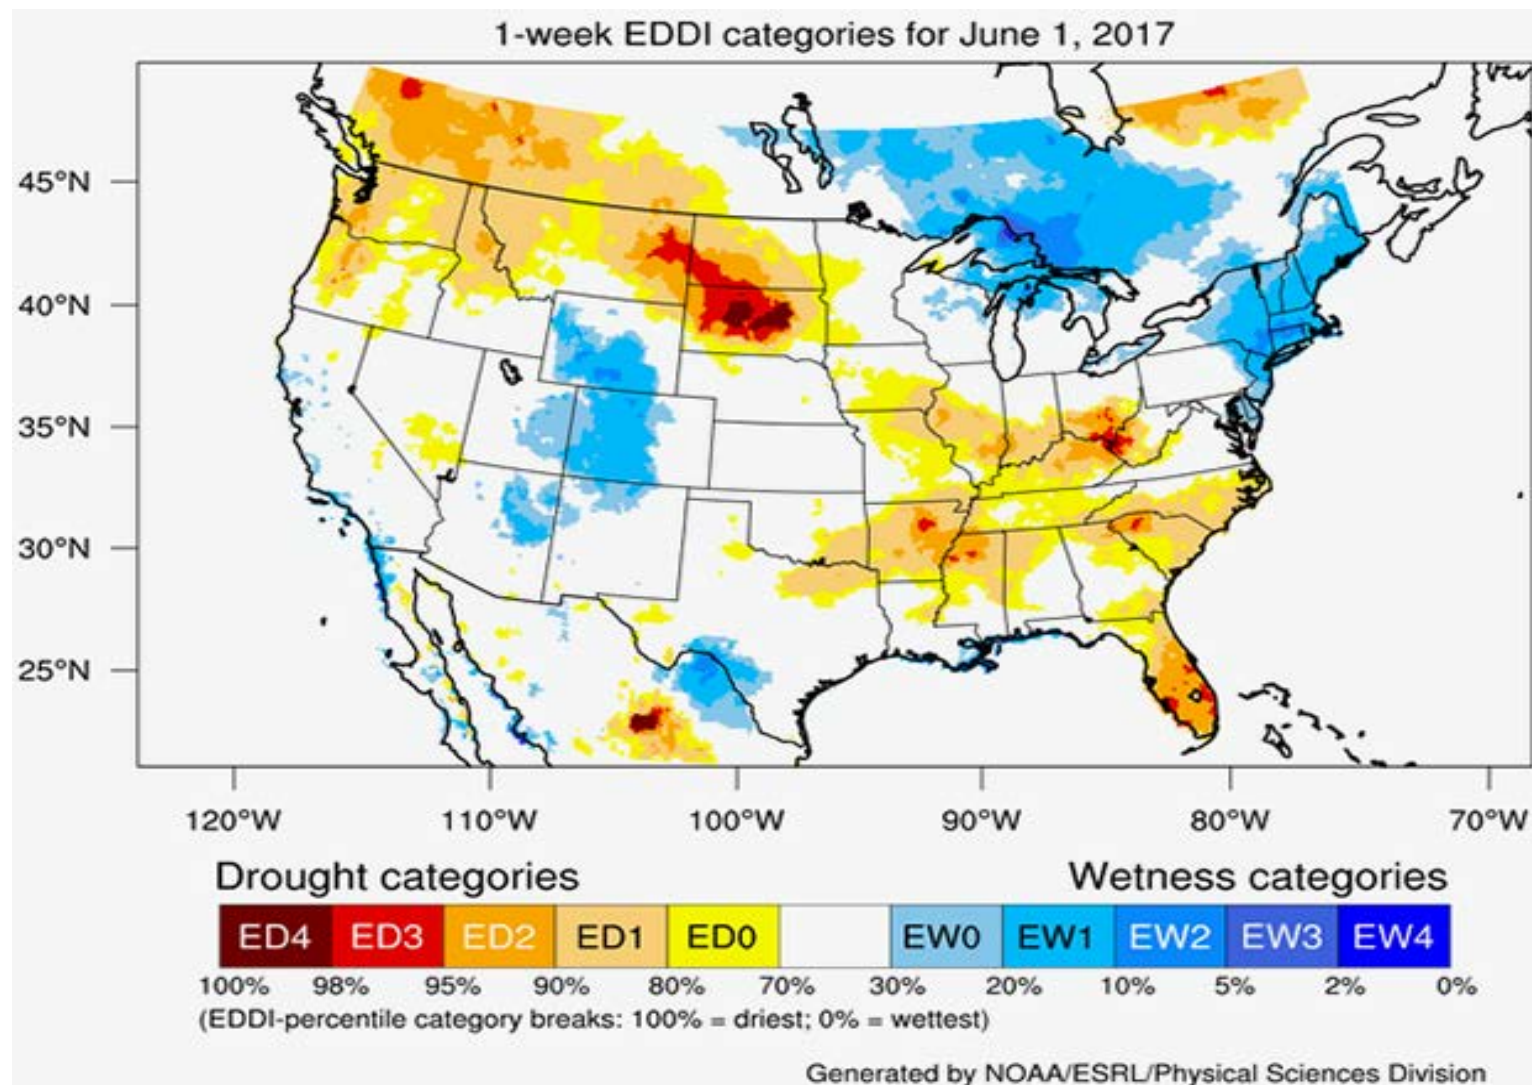 1-week EDDI categories for June 1, 2017
45°N
40°N
35°N
30°N
25°N
120°W 110°W 100°W 90°W 80°W 70°W
Drought categories Wetness categories
ED4 ED3 ED2 ED1 ED0 EW0 EW1 EW2 EW3 EW4
100% 98% 95% 90% 80% 70% 30% 20% 10% 5% 2% 0%
(EDDI-percentile category breaks: 100% = driest; 0% = wettest)
Generated by NOAA/ESRL/Physical Sciences Division